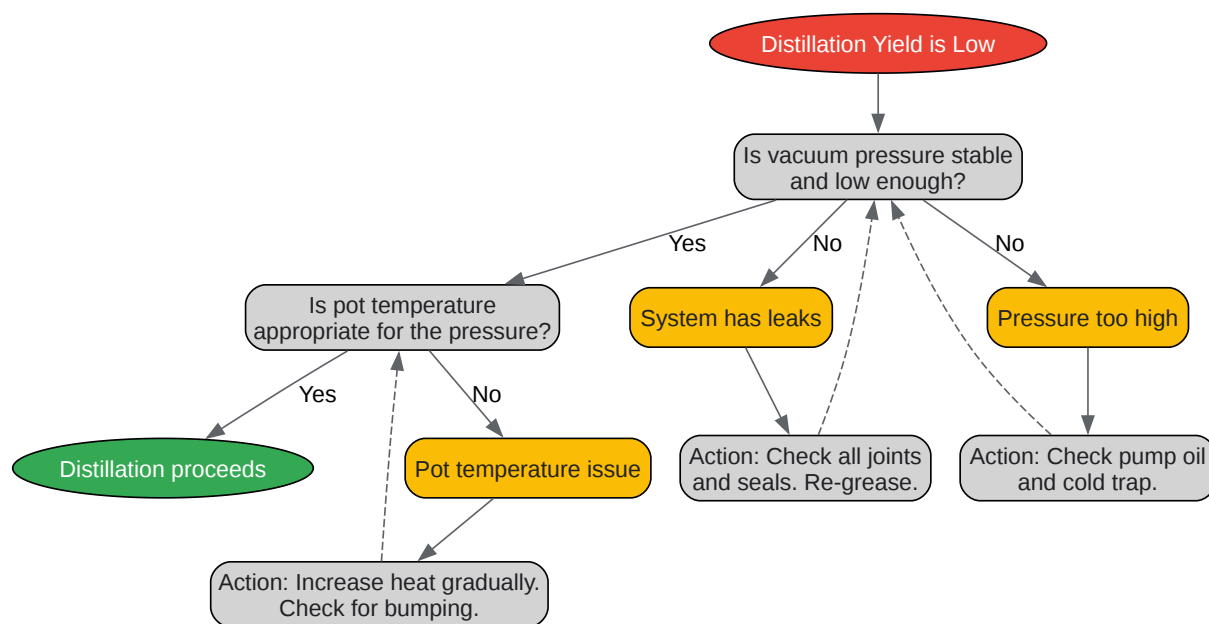 Distillation Yield is Low
Is vacuum pressure stable
and low enough?
Yes
No
No
Is pot temperature
appropriate for the pressure?
System has leaks
Pressure too high
Yes
No
Distillation proceeds
Pot temperature issue
Action: Check all joints
and seals. Re-grease.
Action: Check pump oil
and cold trap.
Action: Increase heat gradually.
Check for bumping.